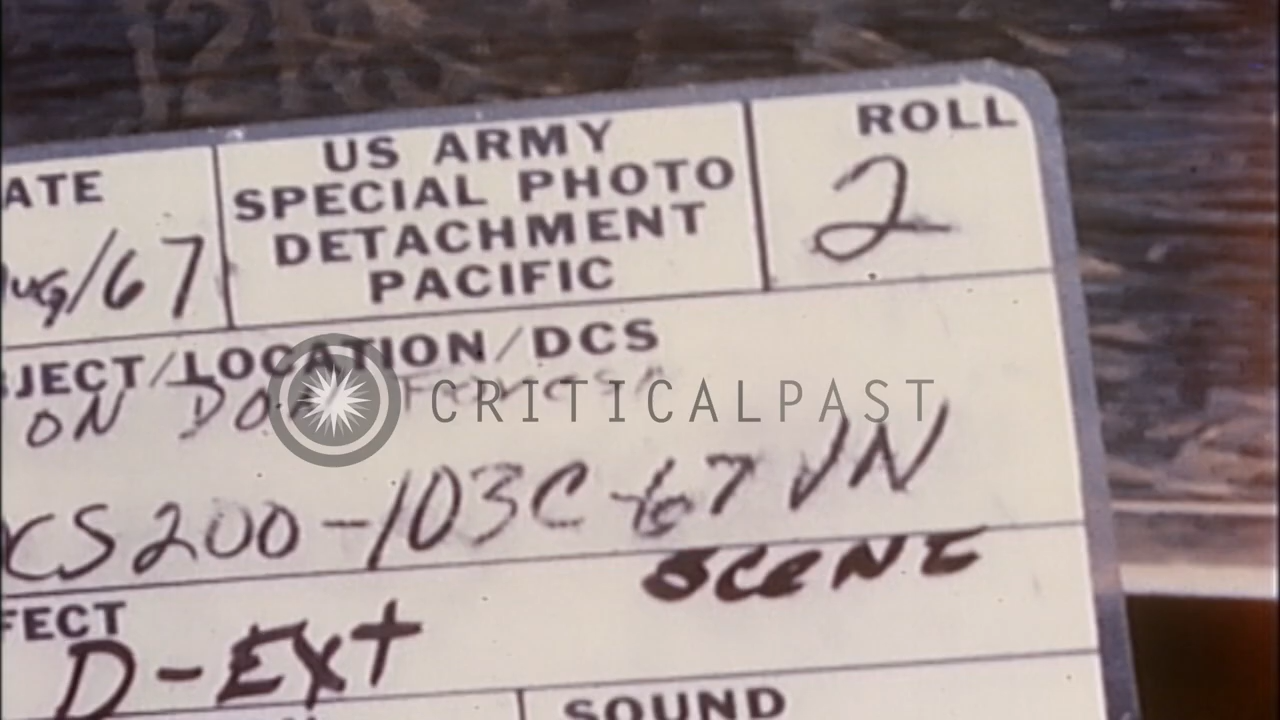 ATE
US ARMY
SPECIAL PHOTO
DETACHMENT
PACIFIC
ROLL
2
ug/67
JECT/LOCATION/DCS
ON
CRITICALPAST
CS200-103C-67 VN
SCENE
FECT
D-EXT
SOUND